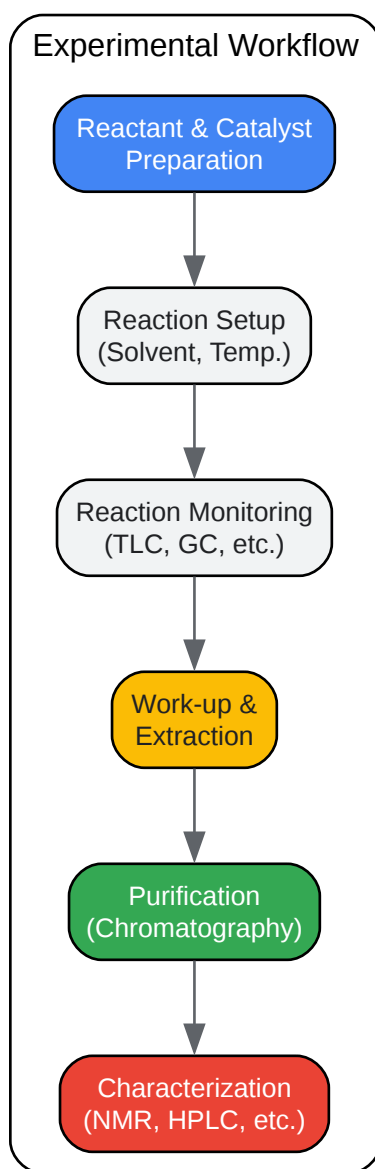 Experimental Workflow
Reactant & Catalyst
Preparation
Reaction Setup
(Solvent, Temp.)
Reaction Monitoring
(TLC, GC, etc.)
Work-up &
Extraction
Purification
(Chromatography)
Characterization
(NMR, HPLC, etc.)